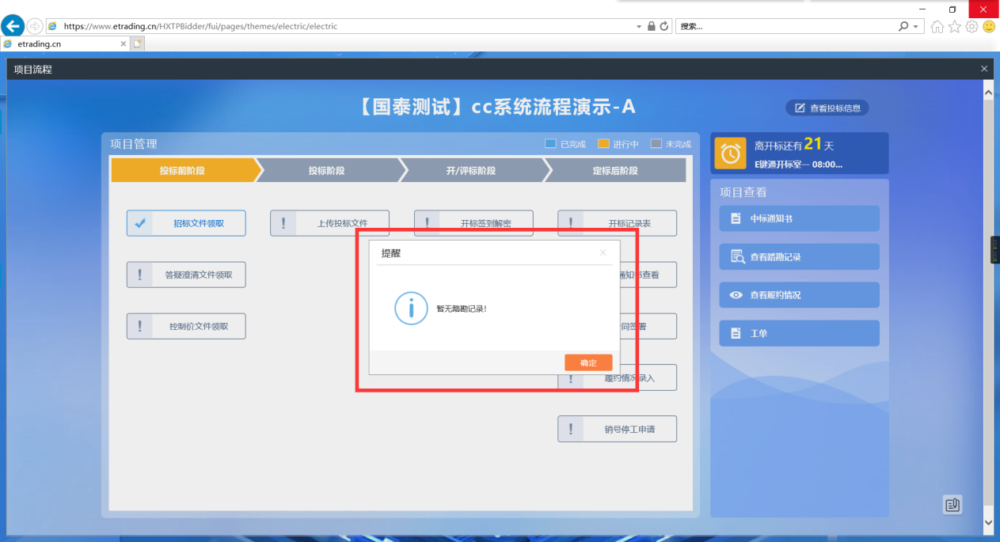 https://www.etrading.cn/HXTPBidder/fui/pages/themes/electric/electric
搜索...
etrading.cn
项目流程
【国泰测试】cc系统流程演示-A
查看投标信息
项目管理
已完成
进行中
未完成
投标前阶段
投标阶段
开/评标阶段
定标后阶段
招标文件领取
上传投标文件
开标签到解密
开标记录表
答疑澄清文件领取
通知书查看
控制价文件领取
同签署
履约情况录入
销号停工申请
提醒
暂无踏勘记录!
确定
离开标还有21天
E键通开标室— 08:00...
项目查看
中标通知书
查看踏勘记录
查看履约情况
工单